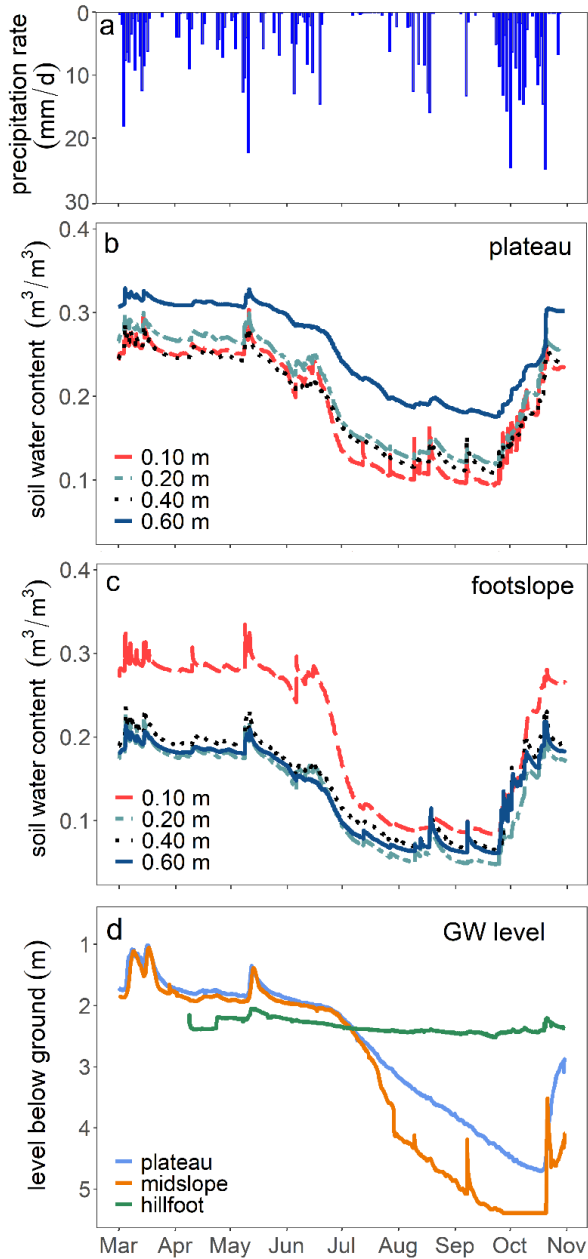 a
precipitation rate
(mm/d)
0
10
20
30
b
plateau
soil water content (m³/m³)
0.4
0.3
0.2
0.1
0.10 m
0.20 m
0.40 m
0.60 m
c
footslope
soil water content (m³/m³)
0.4
0.3
0.2
0.1
0.10 m
0.20 m
0.40 m
0.60 m
d
GW level
level below ground (m)
1
2
3
4
5
plateau
midslope
hillfoot
Mar Apr May Jun Jul Aug Sep Oct Nov